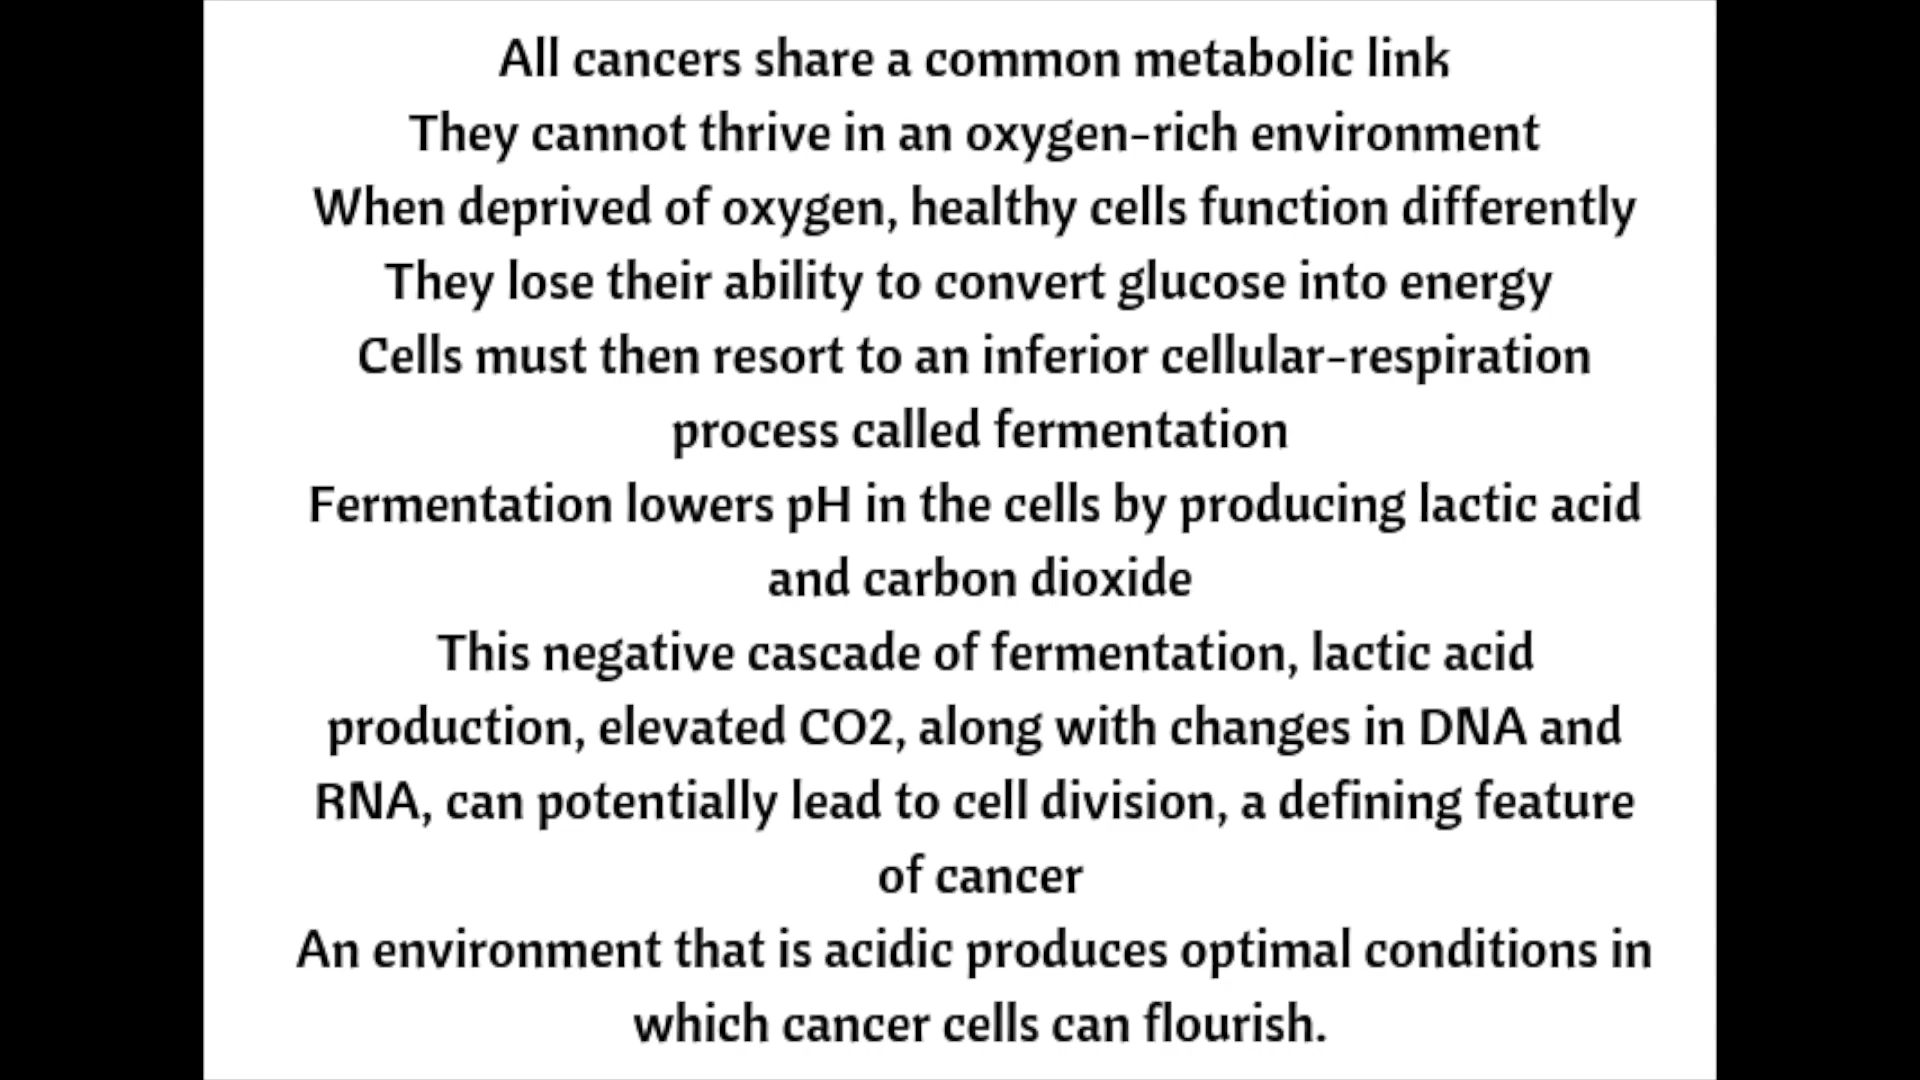 All cancers share a common metabolic link
They cannot thrive in an oxygen-rich environment
When deprived of oxygen, healthy cells function differently
They lose their ability to convert glucose into energy
Cells must then resort to an inferior cellular-respiration
process called fermentation
Fermentation lowers pH in the cells by producing lactic acid
and carbon dioxide
This negative cascade of fermentation, lactic acid
production, elevated CO2, along with changes in DNA and
RNA, can potentially lead to cell division, a defining feature
of cancer
An environment that is acidic produces optimal conditions in
which cancer cells can flourish.